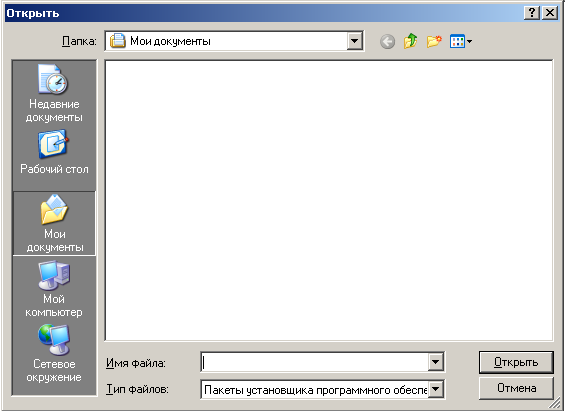 Открыть
Папка: Мои документы
Недавние
документы
Рабочий стол
Мои
документы
Мой
компьютер
Сетевое
окружение
Имя файла:
Открыть
Тип файлов: Пакеты установщика программного обеспе
Отмена